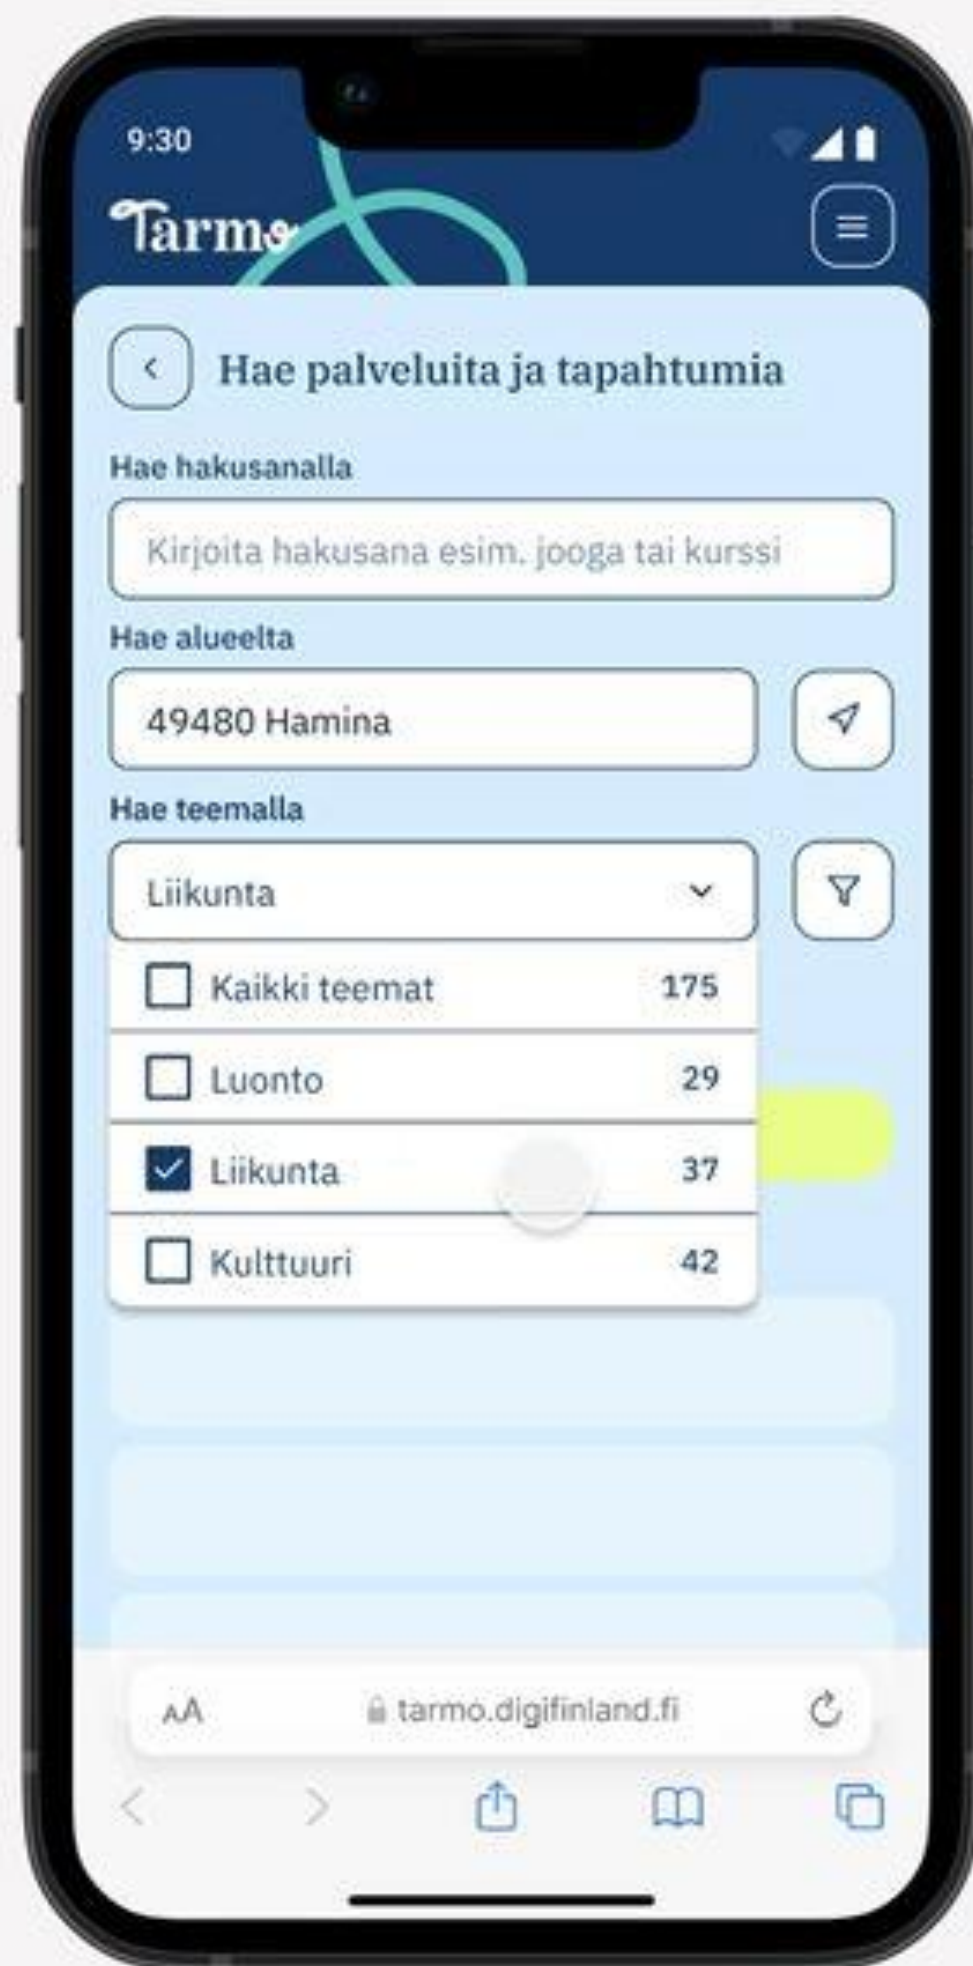 9:30
Tarmo
Hae palveluita ja tapahtumia
Hae hakusanalla
Kirjoita hakusana esim. jooga tai kurssi
Hae alueelta
49480 Hamina
Hae teemalla
Liikunta
Kaikki teemat 175
Luonto 29
Liikunta 37
Kulttuuri 42
AA tarmo.digifinland.fi